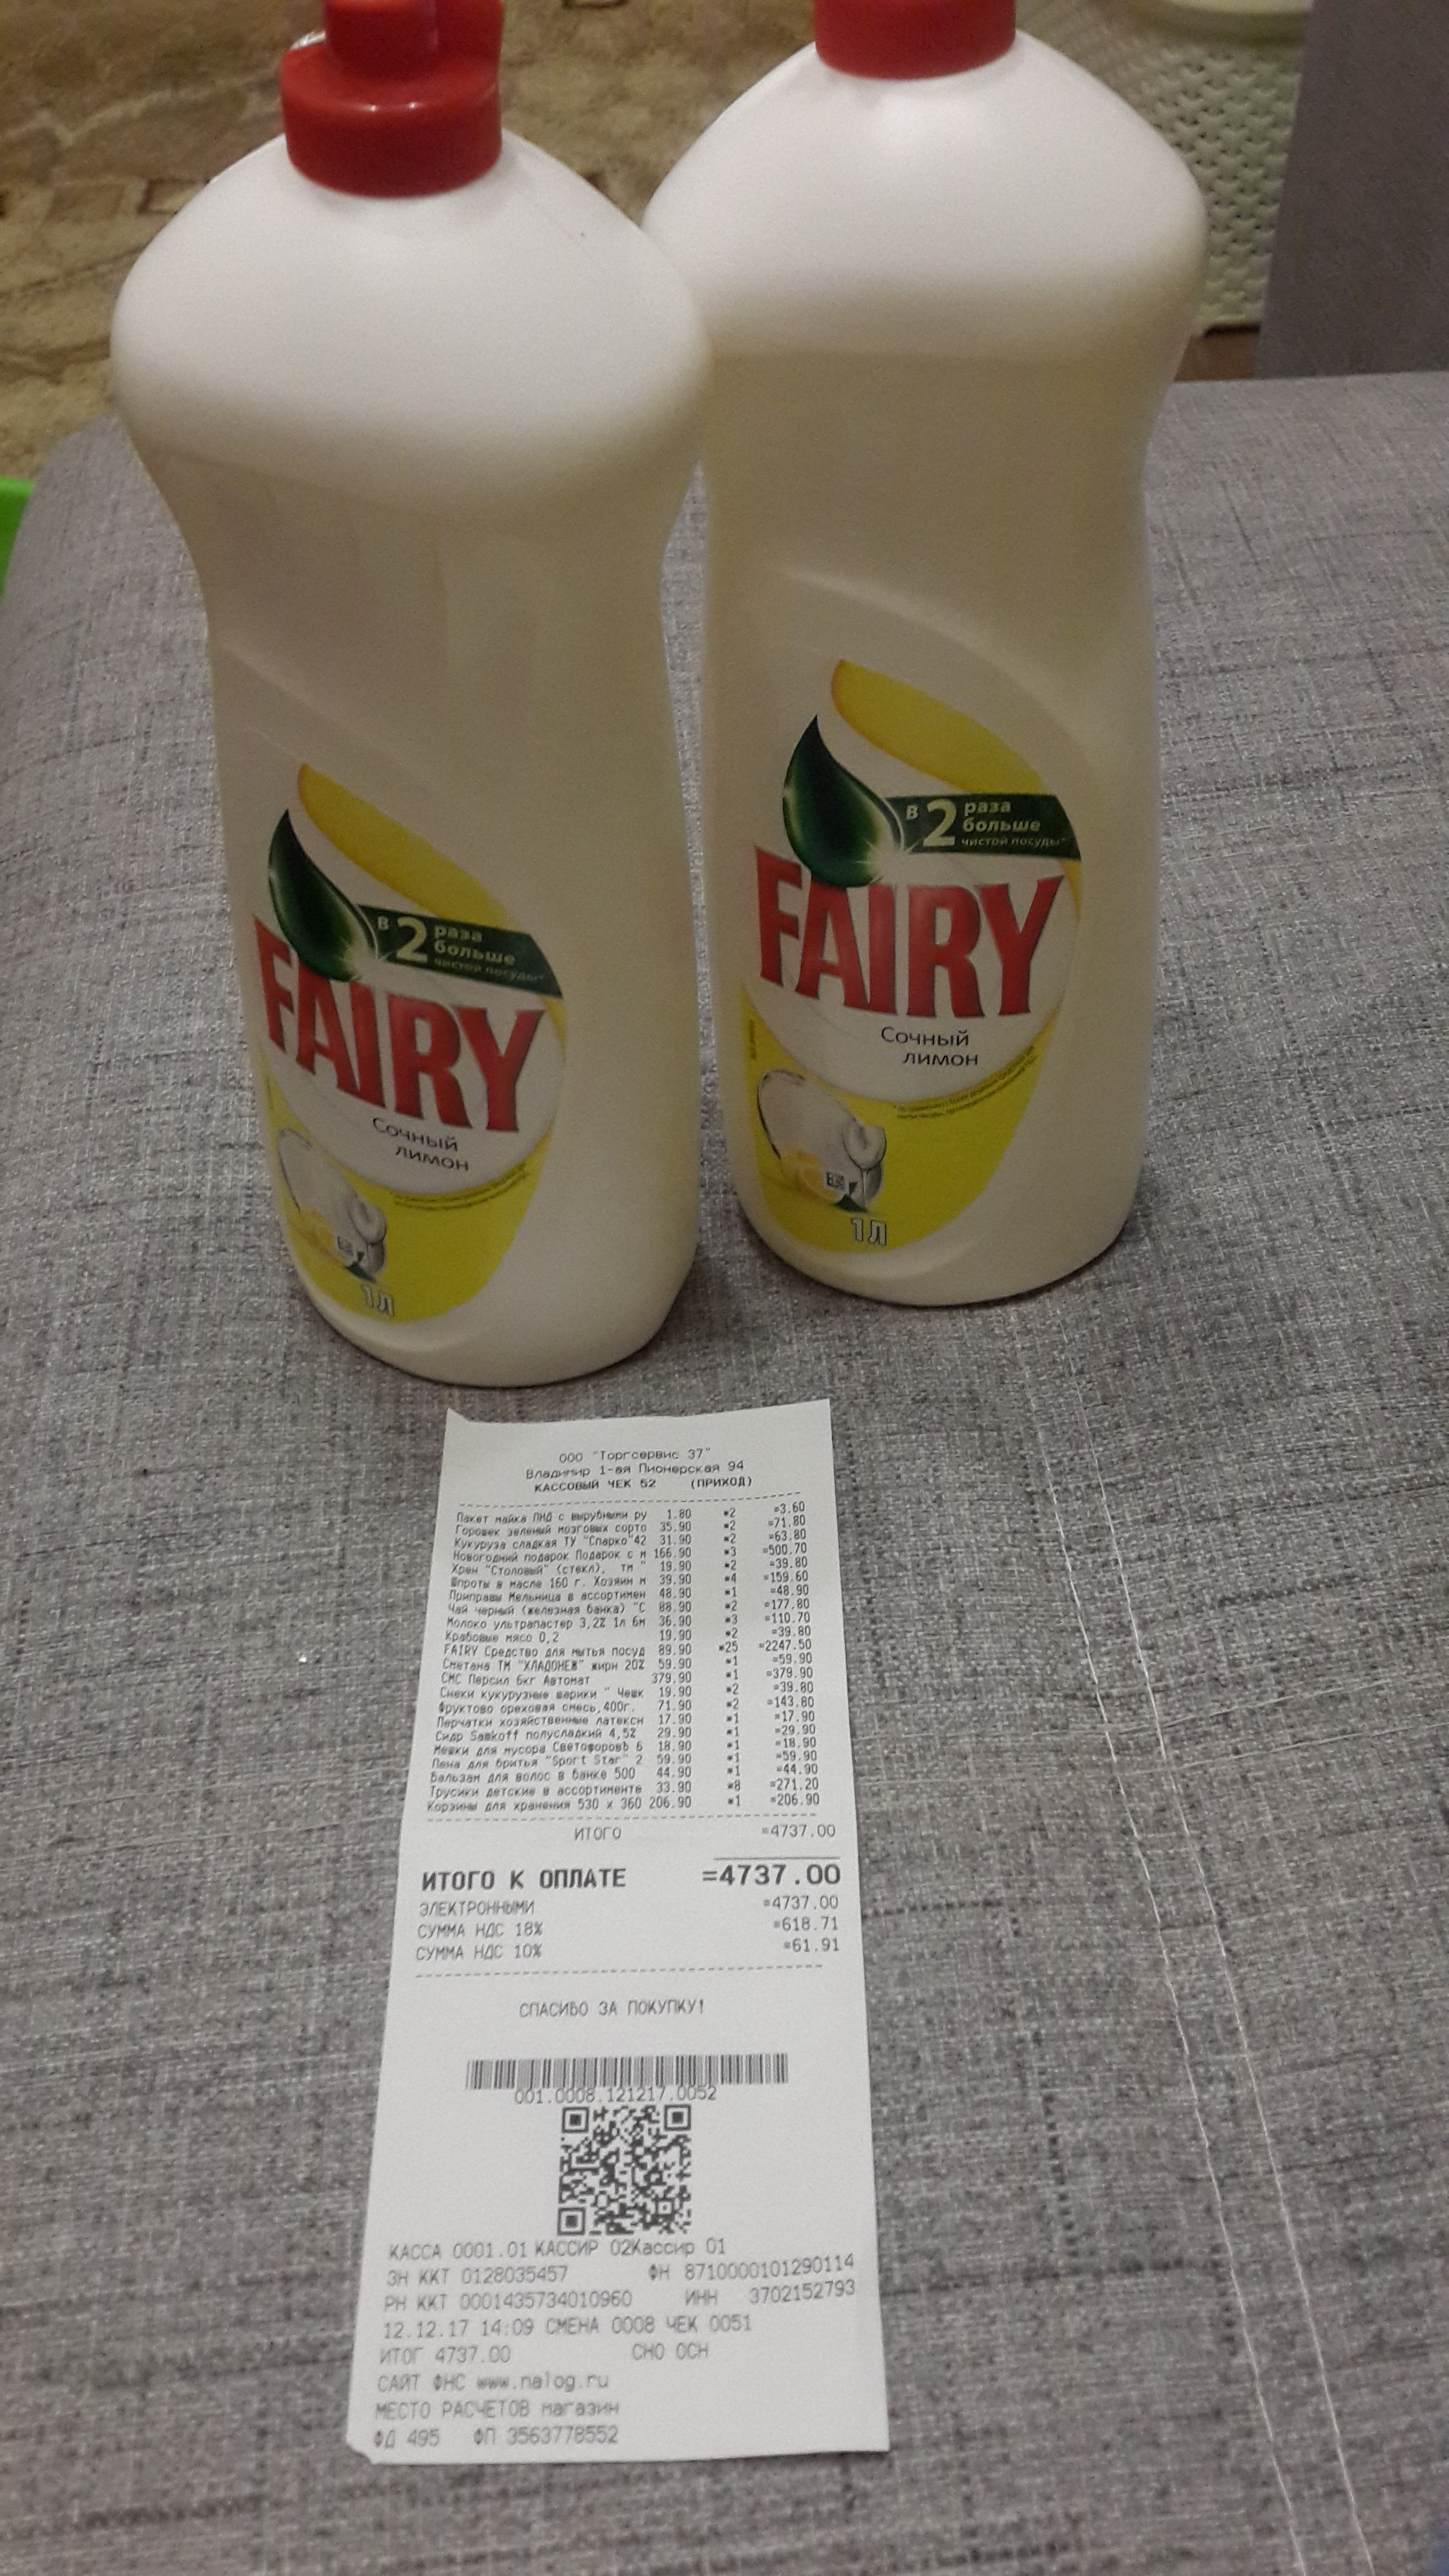 В 2 раза
больше
чистой посуды*
FAIRY
Сочный
лимон
1Л
В 2 раза
больше
чистой посуды*
FAIRY
Сочный
лимон
1Л
ООО "Торгсервис 37"
Владимир 1-ая Пионерская 94
КАССОВЫЙ ЧЕК 52 (ПРИХОД)
Пакет майка ПНД с вырубными ру 1.80 *2 =3.60
Горошек зеленый мозговых сорто 35.90 *2 =71.80
Кукуруза сладкая ТУ "Спарко"42 31.90 *2 =63.80
Новогодний подарок Подарок с м 166.90 *3 =500.70
Хрен "Столовый" (стекл), тм " 19.90 *2 =39.80
Шпроты в масле 160 г. Хозяин м 39.90 *4 =159.60
Приправы Мельница в ассортимен 48.90 *1 =48.90
Чай черный (железная банка) "С 88.90 *2 =177.80
Молоко ультрапастер 3,2% 1л 6м 36.90 *3 =110.70
Крабовые мясо 0,2 19.90 *2 =39.80
FAIRY Средство для мытья посуд 89.90 *25 =2247.50
Сметана ТМ "ХЛАДОНЕЖ" жирн 20% 59.90 *1 =59.90
СМС Персил 6кг Автомат 379.90 *1 =379.90
Снеки кукурузные шарики " Чешк 19.90 *2 =39.80
Фруктово ореховая смесь,400г. 71.90 *2 =143.80
Перчатки хозяйственные латексн 17.90 *1 =17.90
Сидр Samkoff полусладкий 4,5% 29.90 *1 =29.90
Мешки для мусора Светофоровъ 6 18.90 *1 =18.90
Пена для бритья "Sport Star" 2 59.90 *1 =59.90
Бальзам для волос в банке 500 44.90 *1 =44.90
Трусики детские в ассортименте 33.90 *8 =271.20
Корзины для хранения 530 x 360 206.90 *1 =206.90
ИТОГО =4737.00
ИТОГО К ОПЛАТЕ =4737.00
ЭЛЕКТРОННЫМИ =4737.00
СУММА НДС 18% =618.71
СУММА НДС 10% =61.91
СПАСИБО ЗА ПОКУПКУ!
001.0008.121217.0052
КАССА 0001.01 КАССИР 02Кассир 01
ЗН ККТ 0128035457 ФН 8710000101290114
РН ККТ 0001435734010960 ИНН 3702152793
12.12.17 14:09 СМЕНА 0008 ЧЕК 0051
ИТОГ 4737.00 СНО ОСН
САЙТ ФНС www.nalog.ru
МЕСТО РАСЧЕТОВ магазин
ФД 495 ФП 3563778552